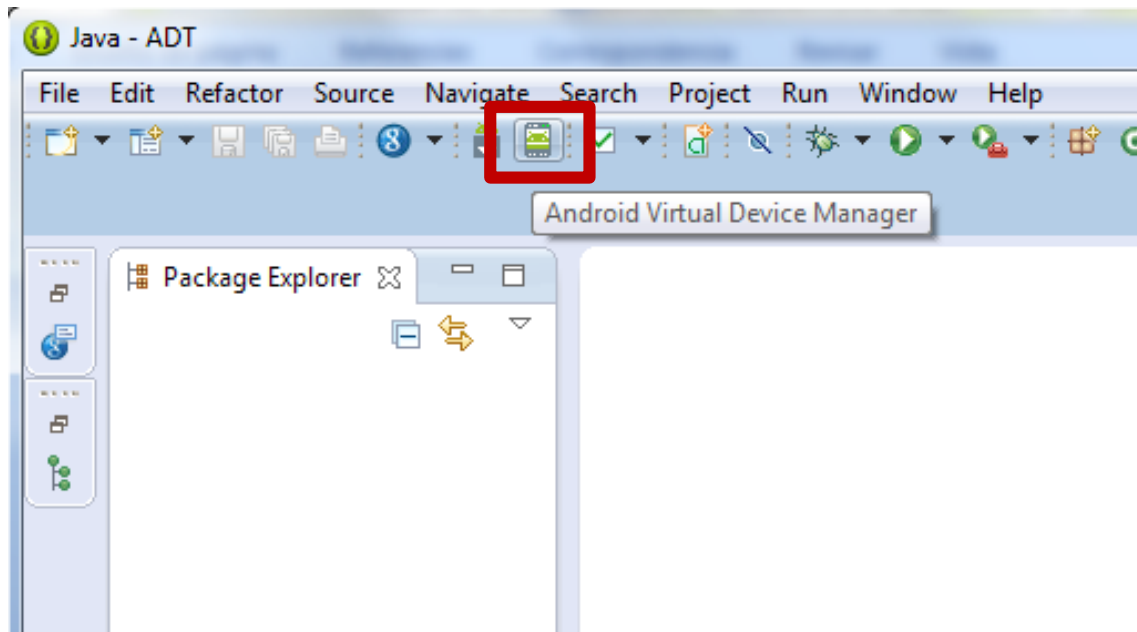 Java - ADT
File Edit Refactor Source Navigate Search Project Run Window Help
Android Virtual Device Manager
Package Explorer